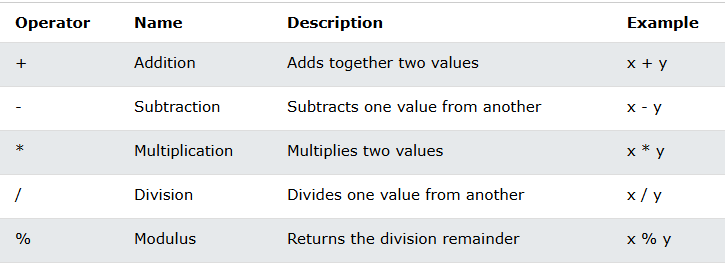 Operator Name Description Example
+ Addition Adds together two values x + y
- Subtraction Subtracts one value from another x - y
* Multiplication Multiplies two values x * y
/ Division Divides one value from another x / y
% Modulus Returns the division remainder x % y